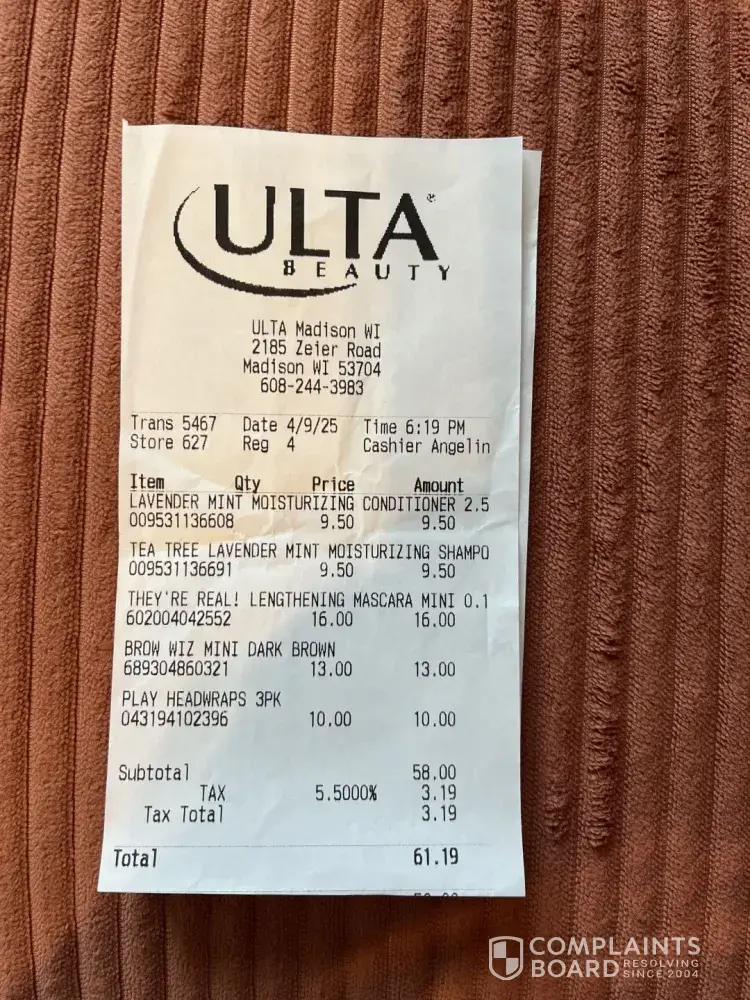 ULTA
BEAUTY
ULTA Madison WI
2185 Zeier Road
Madison WI 53704
608-244-3983
Trans 5467 Date 4/9/25 Time 6:19 PM
Store 627 Reg 4 Cashier Angelin
Item Qty Price Amount
LAVENDER MINT MOISTURIZING CONDITIONER 2.5
009531136608 9.50 9.50
TEA TREE LAVENDER MINT MOISTURIZING SHAMPO
009531136691 9.50 9.50
THEY'RE REAL! LENGTHENING MASCARA MINI 0.1
602004042552 16.00 16.00
BROW WIZ MINI DARK BROWN
689304860321 13.00 13.00
PLAY HEADWRAPS 3PK
043194102396 10.00 10.00
Subtotal 58.00
TAX 5.5000% 3.19
Tax Total 3.19
Total 61.19
COMPLAINTS
BOARD RESOLVING
SINCE 2004